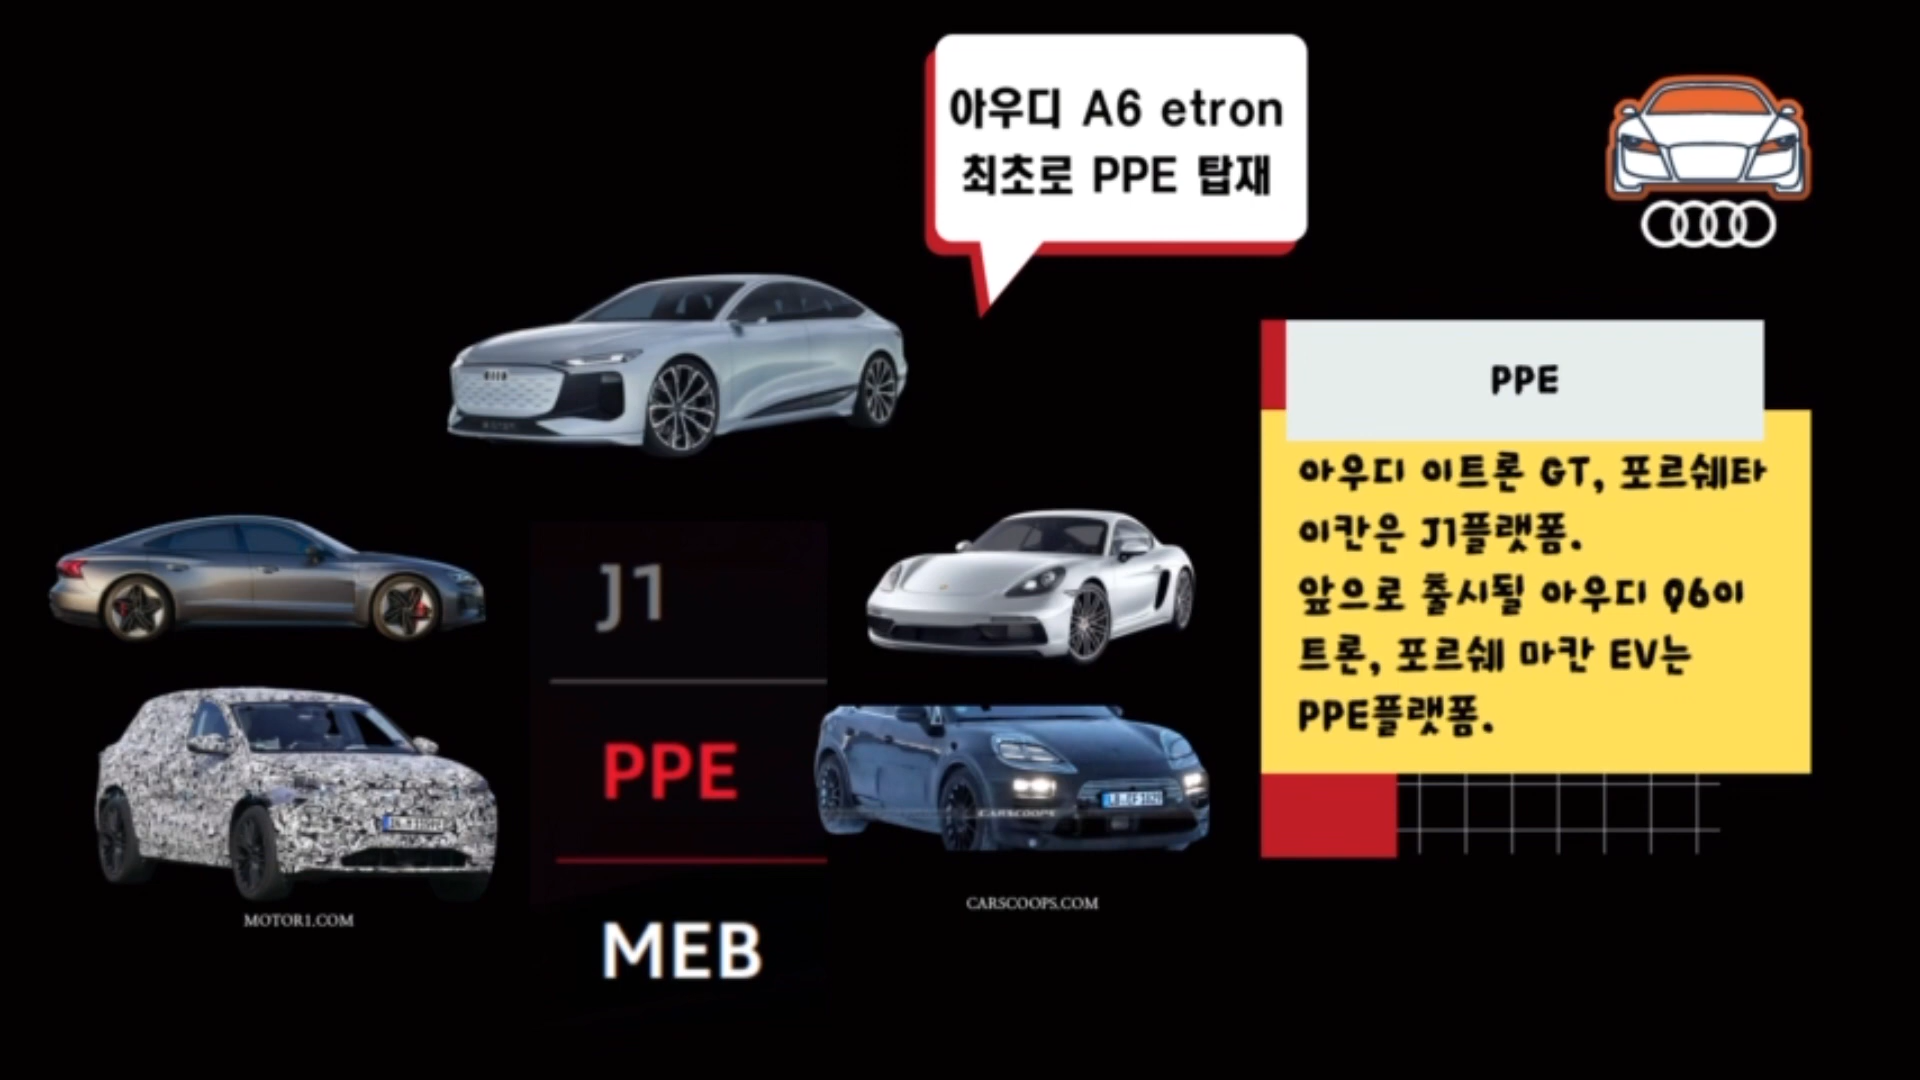 아우디 A6 etron
최초로 PPE 탑재
PPE
아우디 이트론 GT, 포르쉐타
이칸은 J1플랫폼.
앞으로 출시될 아우디 Q6이
트론, 포르쉐 마칸 EV는
PPE플랫폼.
J1
PPE
MEB
MOTOR1.COM
CARSCOOPS
CARSCOOPS.COM